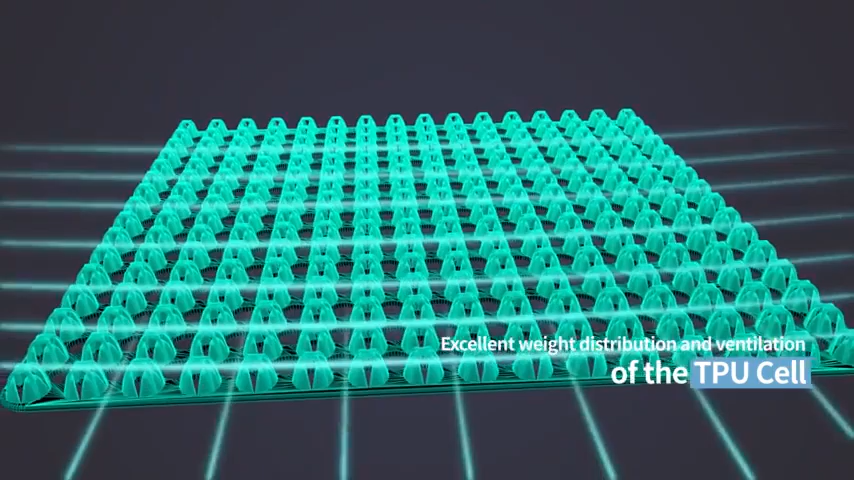 Excellent weight distribution and ventilation
of the TPU Cell